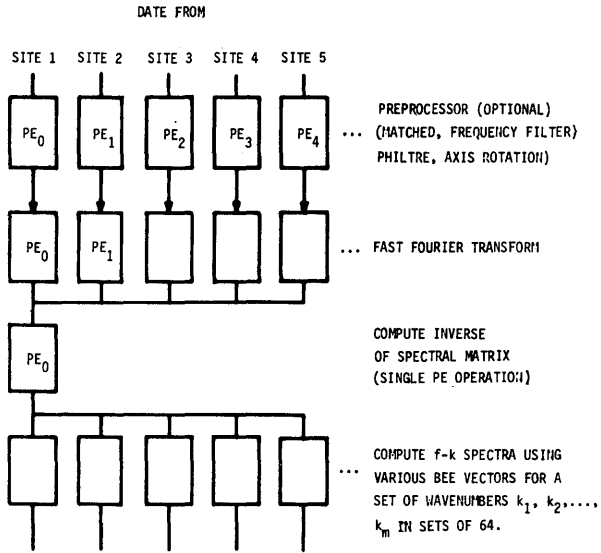 DATE FROM
SITE 1 SITE 2 SITE 3 SITE 4 SITE 5
PE0 PE1 PE2 PE3 PE4 ... PREPROCESSOR (OPTIONAL)
(MATCHED, FREQUENCY FILTER)
PHILTRE, AXIS ROTATION)
PE0 PE1 ... FAST FOURIER TRANSFORM
PE0
COMPUTE INVERSE
OF SPECTRAL MATRIX
(SINGLE PE OPERATION)
... COMPUTE f-k SPECTRA USING
VARIOUS BEE VECTORS FOR A
SET OF WAVENUMBERS k1, k2,...,
km IN SETS OF 64.